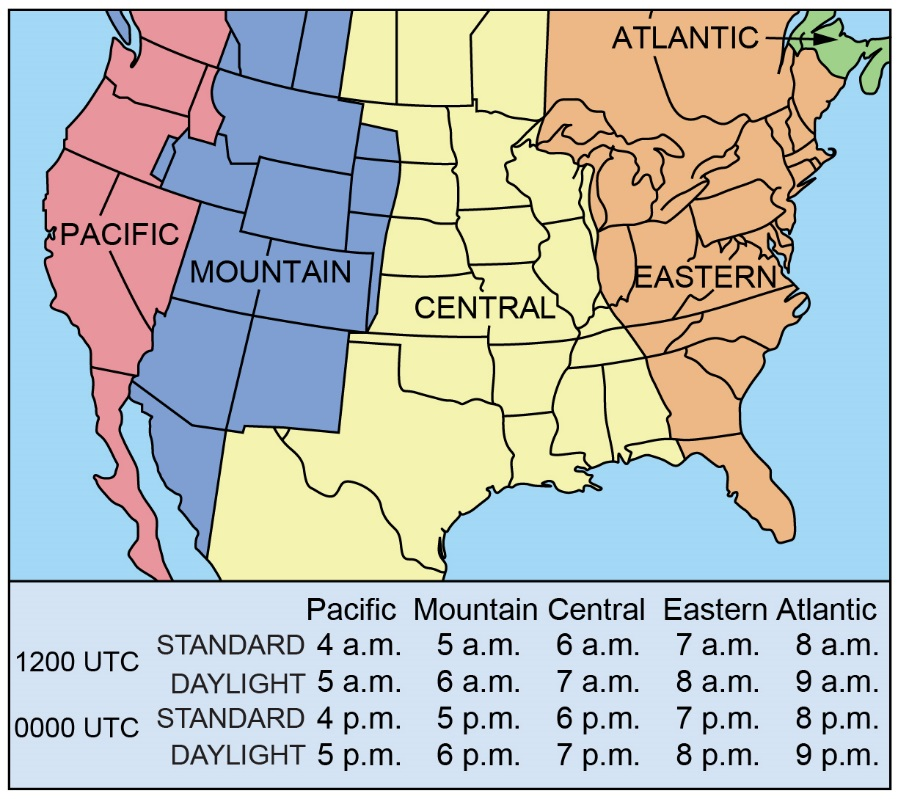 ATLANTIC
PACIFIC
MOUNTAIN
EASTERN
CENTRAL
Pacific Mountain Central Eastern Atlantic
1200 UTC STANDARD 4 a.m. 5 a.m. 6 a.m. 7 a.m. 8 a.m.
DAYLIGHT 5 a.m. 6 a.m. 7 a.m. 8 a.m. 9 a.m.
0000 UTC STANDARD 4 p.m. 5 p.m. 6 p.m. 7 p.m. 8 p.m.
DAYLIGHT 5 p.m. 6 p.m. 7 p.m. 8 p.m. 9 p.m.